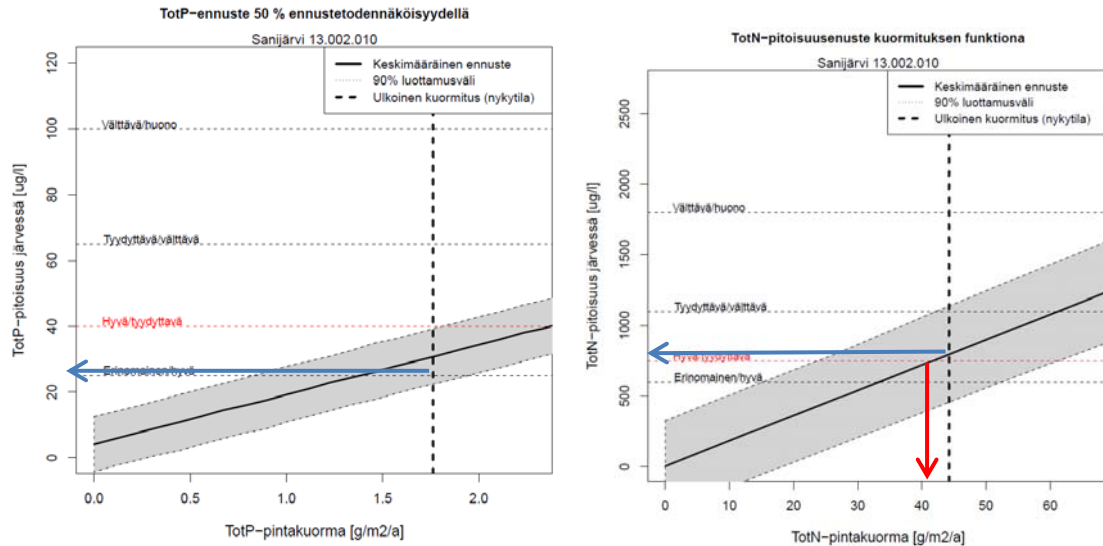 TotP−ennuste 50 % ennustetodennäköisyydellä
Sanijärvi 13.002.010
Keskimääräinen ennuste
90% luottamusväli
Ulkoinen kuormitus (nykytila)
Välttävä/huono
Tyydyttävä/välttävä
Hyvä/tyydyttävä
Erinomainen/hyvä
TotP−pitoisuus järvessä [ug/l]
120
100
80
60
40
20
0
0.0 0.5 1.0 1.5 2.0
TotP−pintakuorma [g/m2/a]
TotN−pitoisuusenuste kuormituksen funktiona
Sanijärvi 13.002.010
Keskimääräinen ennuste
90% luottamusväli
Ulkoinen kuormitus (nykytila)
Välttävä/huono
Tyydyttävä/välttävä
Hyvä/tyydyttävä
Erinomainen/hyvä
TotN−pitoisuus järvessä [ug/l]
2500
2000
1500
1000
500
0
0 10 20 30 40 50 60
TotN−pintakuorma [g/m2/a]